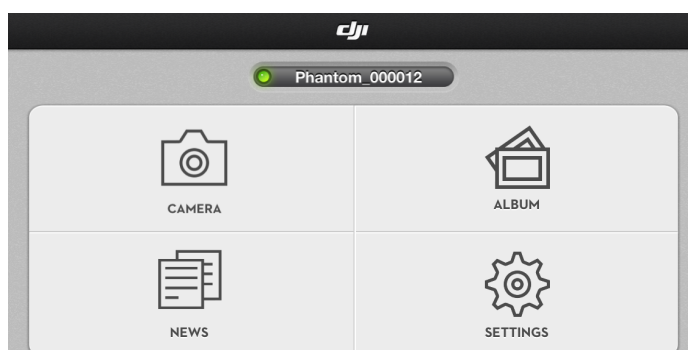 dji
Phantom_000012
CAMERA
ALBUM
NEWS
SETTINGS